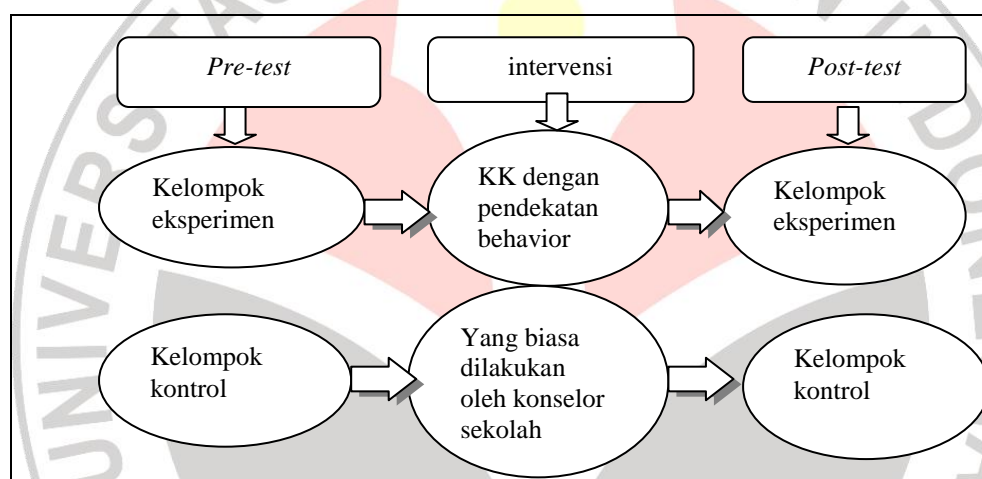 Pre-test
intervensi
Post-test
Kelompok
eksperimen
KK dengan
pendekatan
behavior
Kelompok
eksperimen
Kelompok
kontrol
Yang biasa
dilakukan
oleh konselor
sekolah
Kelompok
kontrol